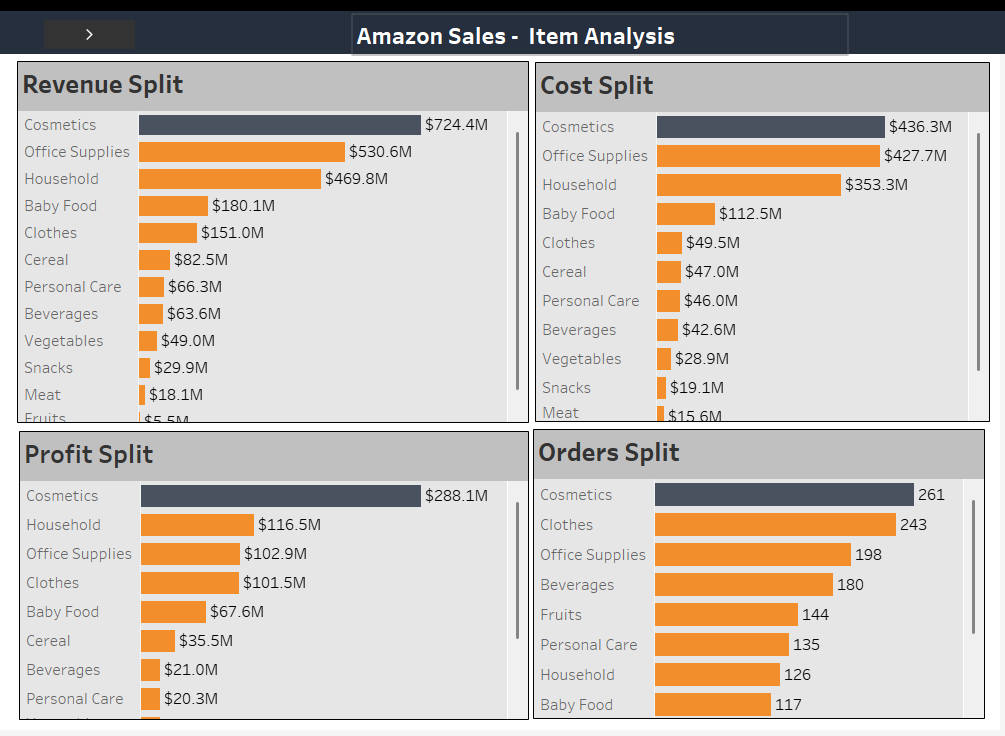 Amazon Sales - Item Analysis
Revenue Split
Cosmetics $724.4M
Office Supplies $530.6M
Household $469.8M
Baby Food $180.1M
Clothes $151.0M
Cereal $82.5M
Personal Care $66.3M
Beverages $63.6M
Vegetables $49.0M
Snacks $29.9M
Meat $18.1M
Fruits $5.5M
Cost Split
Cosmetics $436.3M
Office Supplies $427.7M
Household $353.3M
Baby Food $112.5M
Clothes $49.5M
Cereal $47.0M
Personal Care $46.0M
Beverages $42.6M
Vegetables $28.9M
Snacks $19.1M
Meat $15.6M
Profit Split
Cosmetics $288.1M
Household $116.5M
Office Supplies $102.9M
Clothes $101.5M
Baby Food $67.6M
Cereal $35.5M
Beverages $21.0M
Personal Care $20.3M
Orders Split
Cosmetics 261
Clothes 243
Office Supplies 198
Beverages 180
Fruits 144
Personal Care 135
Household 126
Baby Food 117